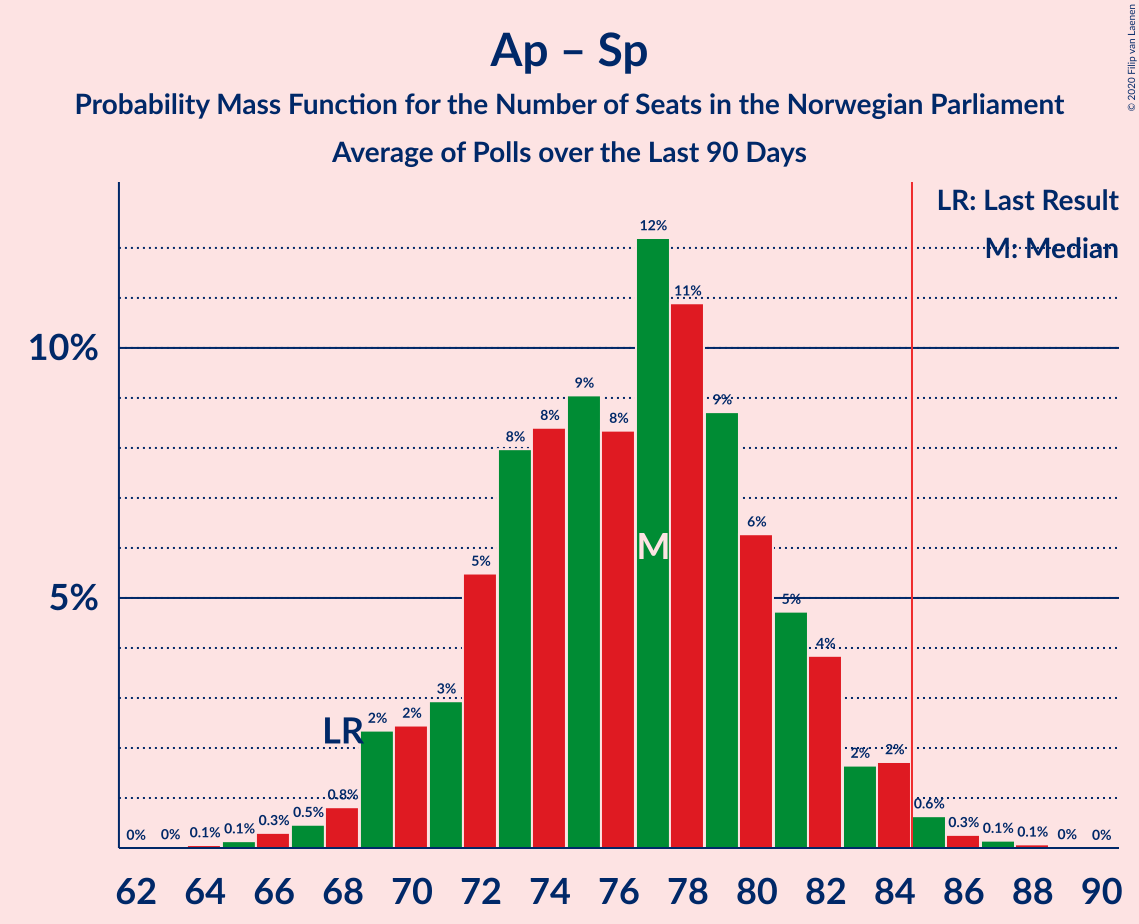 Ap – Sp
Probability Mass Function for the Number of Seats in the Norwegian Parliament
Average of Polls over the Last 90 Days
© 2020 Filip van Laenen
LR: Last Result
M: Median
10%
5%
0% 0% 0.1% 0.1% 0.3% 0.5% 0.8% 2% 2% 3% 5% 8% 8% 9% 8% 12% 11% 9% 6% 5% 4% 2% 2% 0.6% 0.3% 0.1% 0.1% 0% 0%
LR
M
62 64 66 68 70 72 74 76 78 80 82 84 86 88 90